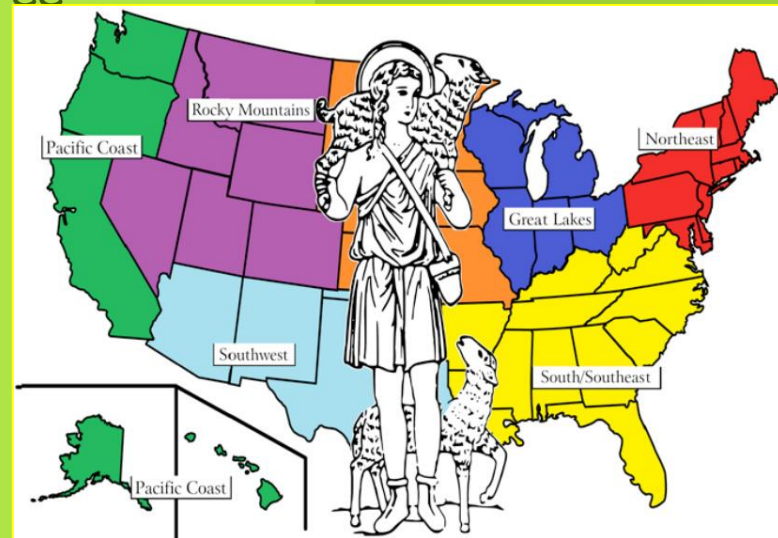 Rocky Mountains
Pacific Coast
Northeast
Great Lakes
Southwest
South/Southeast
Pacific Coast